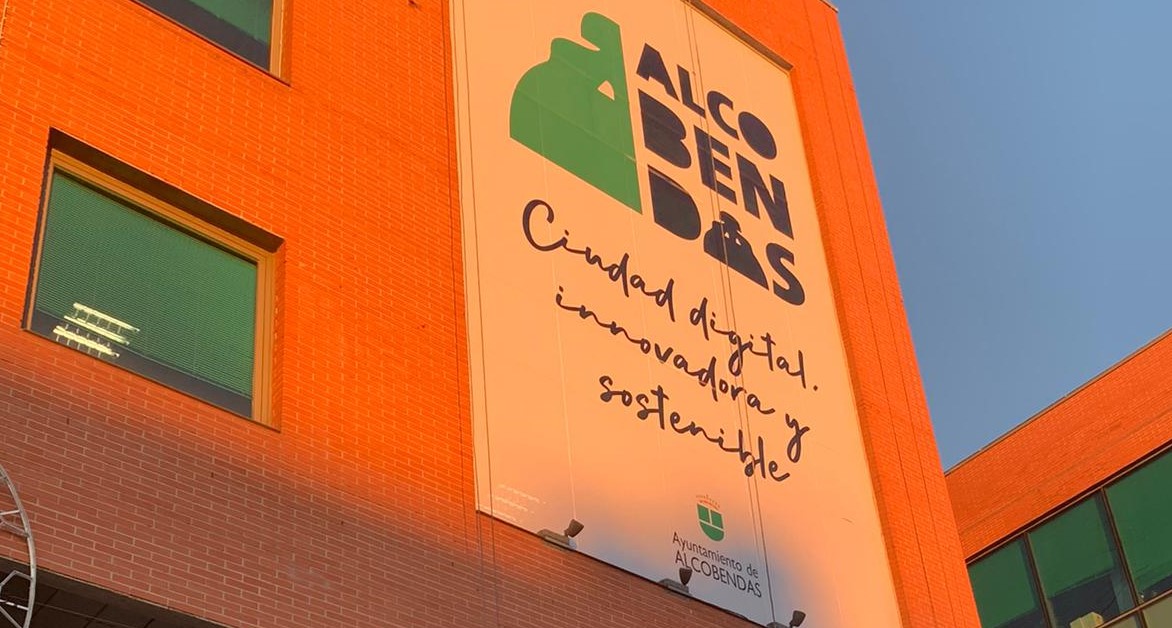 ALCO
BEN
DAS
Ciudad digital.
innovadora y
sostenible
Ayuntamiento de
ALCOBENDAS